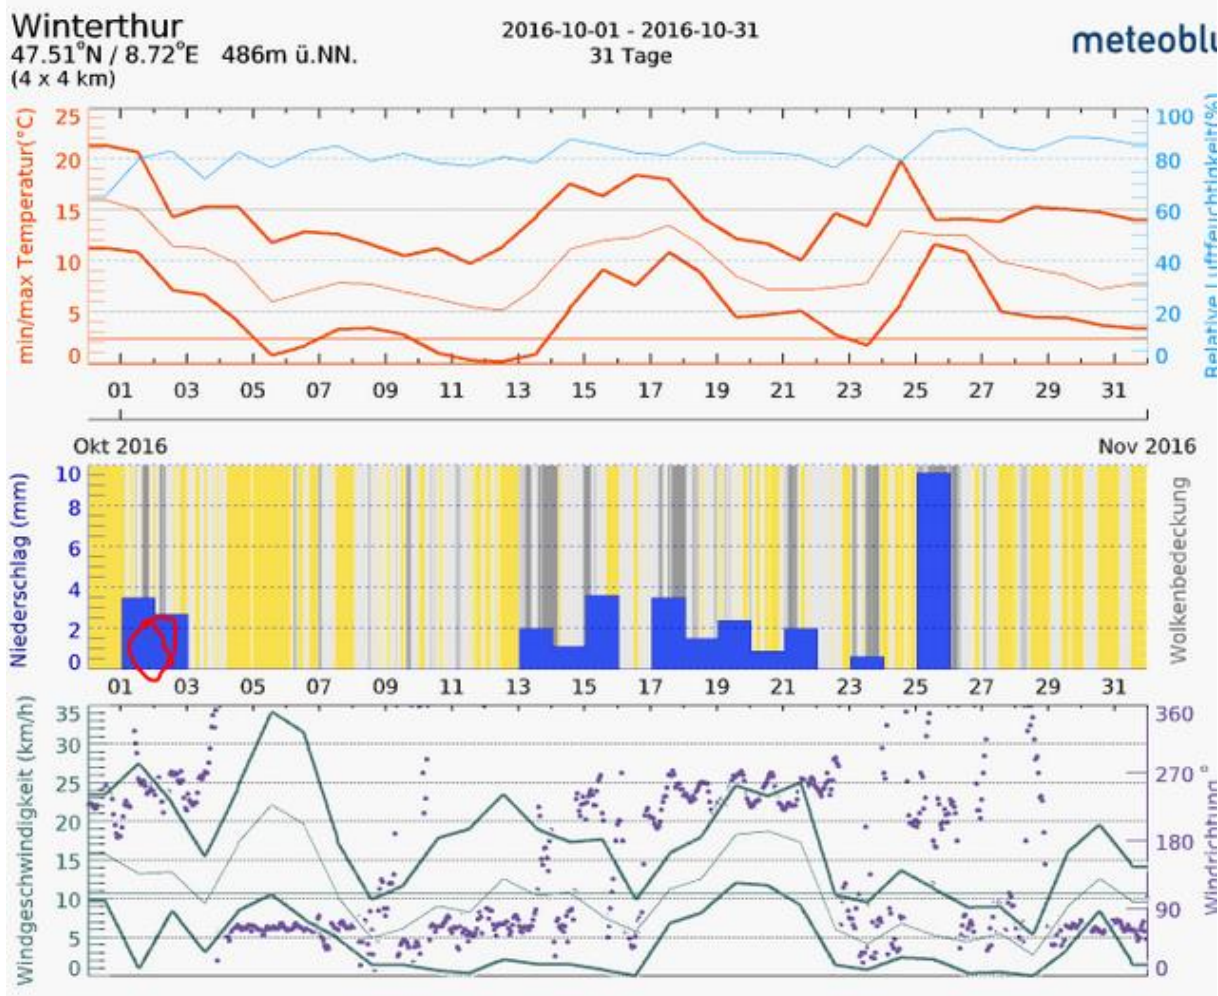 Winterthur
47.51°N / 8.72°E 486m ü.NN.
(4 x 4 km)
2016-10-01 - 2016-10-31
31 Tage
meteoblu
min/max Temperatur(°C)
25
20
15
10
5
0
100
80
60
40
20
0
Relative Luftfeuchtigkeit(%)
01 03 05 07 09 11 13 15 17 19 21 23 25 27 29 31
Okt 2016
Nov 2016
Niederschlag (mm)
10
8
6
4
2
0
Wolkenbedeckung
01 03 05 07 09 11 13 15 17 19 21 23 25 27 29 31
Windgeschwindigkeit (km/h)
35
30
25
20
15
10
5
0
360
270
180
90
0
Windrichtung °